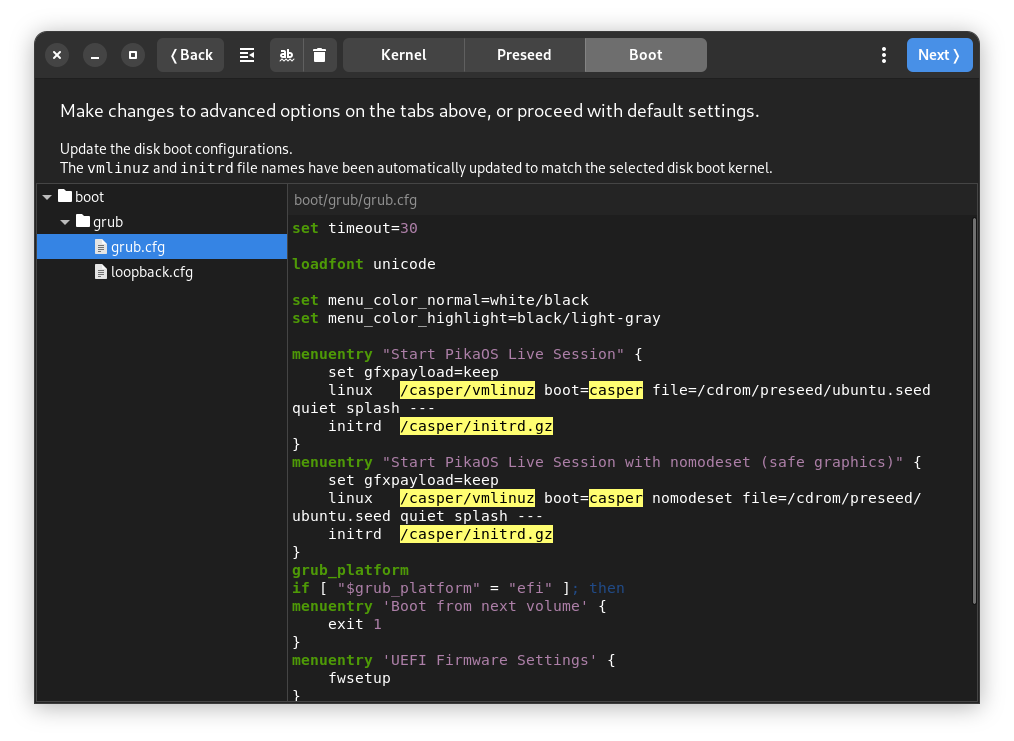 ❬Back
ab
Kernel
Preseed
Boot
Next❭
Make changes to advanced options on the tabs above, or proceed with default settings.
Update the disk boot configurations.
The vmlinuz and initrd file names have been automatically updated to match the selected disk boot kernel.
boot
grub
grub.cfg
loopback.cfg
boot/grub/grub.cfg
set timeout=30
loadfont unicode
set menu_color_normal=white/black
set menu_color_highlight=black/light-gray
menuentry "Start PikaOS Live Session" {
    set gfxpayload=keep
    linux   /casper/vmlinuz boot=casper file=/cdrom/preseed/ubuntu.seed
quiet splash ---
    initrd  /casper/initrd.gz
}
menuentry "Start PikaOS Live Session with nomodeset (safe graphics)" {
    set gfxpayload=keep
    linux   /casper/vmlinuz boot=casper nomodeset file=/cdrom/preseed/
ubuntu.seed quiet splash ---
    initrd  /casper/initrd.gz
}
grub_platform
if [ "$grub_platform" = "efi" ]; then
menuentry 'Boot from next volume' {
    exit 1
}
menuentry 'UEFI Firmware Settings' {
    fwsetup
}